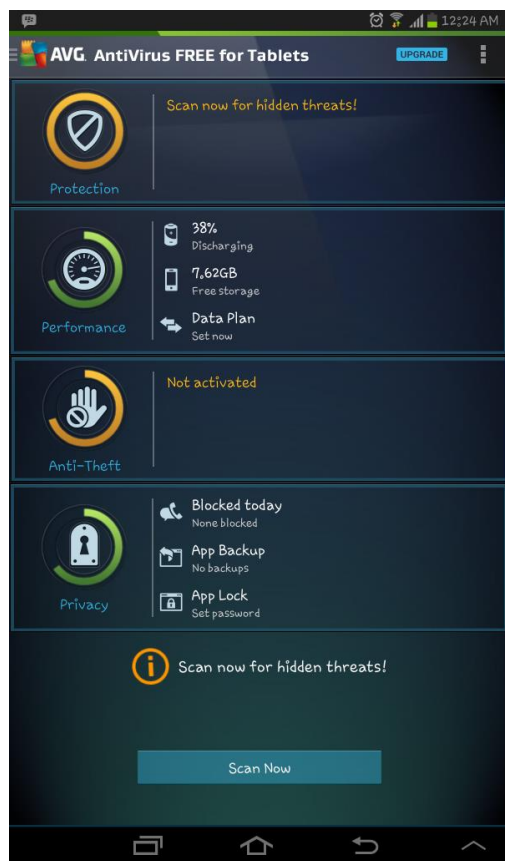 12:24 AM
AVG. AntiVirus FREE for Tablets
UPGRADE
Scan now for hidden threats!
Protection
38%
Discharging
7.62GB
Free storage
Data Plan
Set now
Performance
Not activated
Anti-Theft
Blocked today
None blocked
App Backup
No backups
App Lock
Set password
Privacy
Scan now for hidden threats!
Scan Now